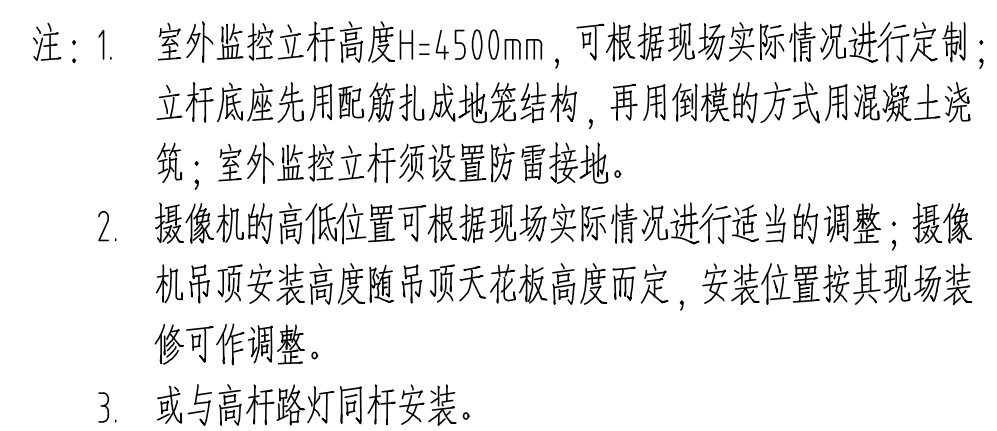 注：1. 室外监控立杆高度H=4500mm，可根据现场实际情况进行定制；
立杆底座先用配筋扎成地笼结构，再用倒模的方式用混凝土浇
筑；室外监控立杆须设置防雷接地。
2. 摄像机的高低位置可根据现场实际情况进行适当的调整；摄像
机吊顶安装高度随吊顶天花板高度而定，安装位置按其现场装
修可作调整。
3. 或与高杆路灯同杆安装。